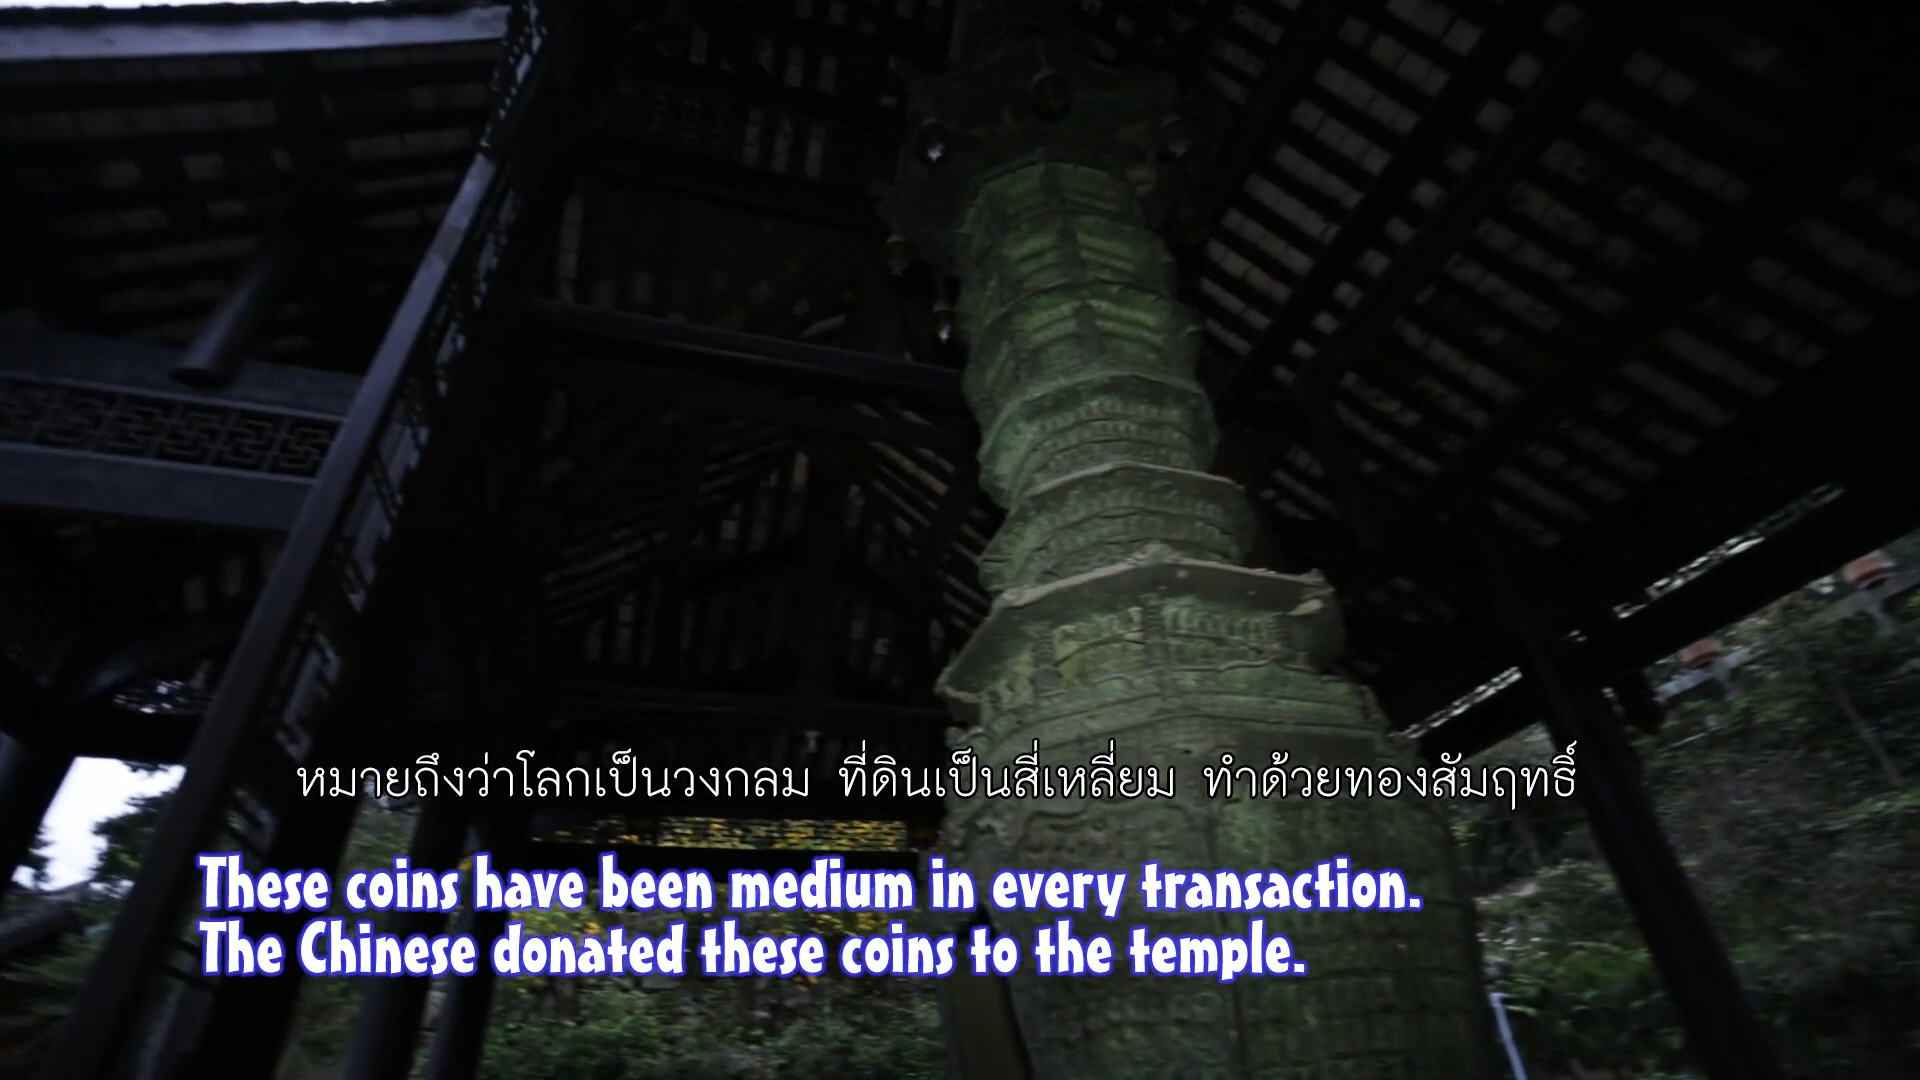 หมายถึงว่าโลกเป็นวงกลม ที่ดินเป็นสี่เหลี่ยม ทำด้วยทองสัมฤทธิ์
These coins have been medium in every transaction.
The Chinese donated these coins to the temple.